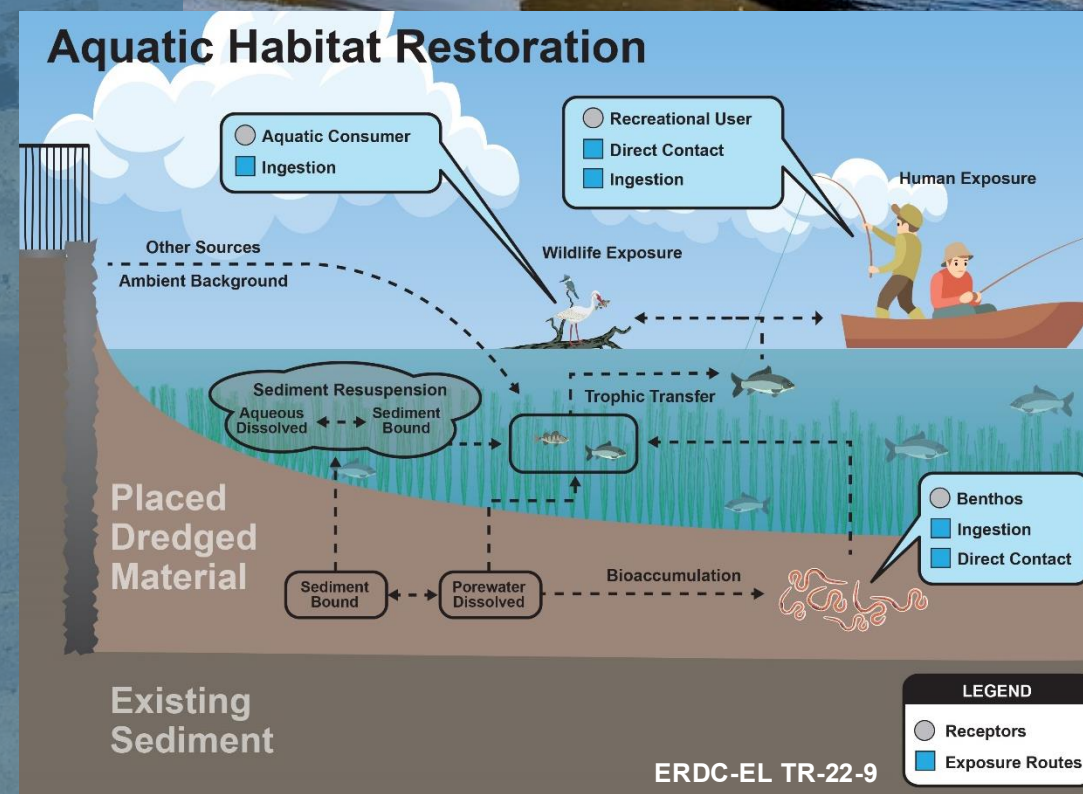 Aquatic Habitat Restoration
Aquatic Consumer
Ingestion
Recreational User
Direct Contact
Ingestion
Human Exposure
Other Sources
Ambient Background
Wildlife Exposure
Sediment Resuspension
Aqueous
Dissolved
Sediment
Bound
Trophic Transfer
Placed
Dredged
Material
Benthos
Ingestion
Direct Contact
Sediment
Bound
Porewater
Dissolved
Bioaccumulation
Existing
Sediment
LEGEND
Receptors
Exposure Routes
ERDC-EL TR-22-9